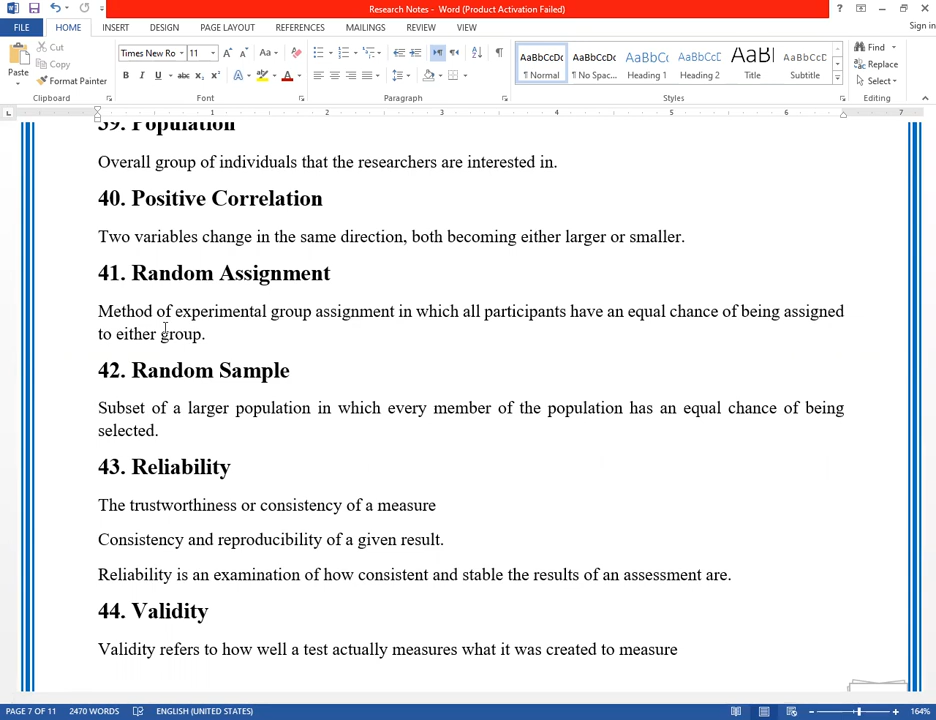 Research Notes - Word (Product Activation Failed)
Sign in
FILE HOME INSERT DESIGN PAGE LAYOUT REFERENCES MAILINGS REVIEW VIEW
Paste
Cut
Copy
Format Painter
Clipboard
Times New Ro 11
Font
Paragraph
AaBbCcDc AaBbCcDc AaBbCc AaBbCcC AaBl AaBbCcC
¶ Normal ¶ No Spac... Heading 1 Heading 2 Title Subtitle
Styles
Find
Replace
Select
Editing
1 2 3 4 5 6 7
39. Population
Overall group of individuals that the researchers are interested in.
40. Positive Correlation
Two variables change in the same direction, both becoming either larger or smaller.
41. Random Assignment
Method of experimental group assignment in which all participants have an equal chance of being assigned
to either group.
42. Random Sample
Subset of a larger population in which every member of the population has an equal chance of being
selected.
43. Reliability
The trustworthiness or consistency of a measure
Consistency and reproducibility of a given result.
Reliability is an examination of how consistent and stable the results of an assessment are.
44. Validity
Validity refers to how well a test actually measures what it was created to measure
PAGE 7 OF 11 2470 WORDS ENGLISH (UNITED STATES) 164%